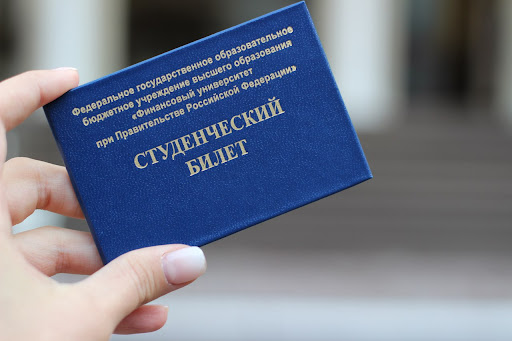 Федеральное государственное образовательное
бюджетное учреждение высшего образования
«Финансовый университет
при Правительстве Российской Федерации»
СТУДЕНЧЕСКИЙ
БИЛЕТ